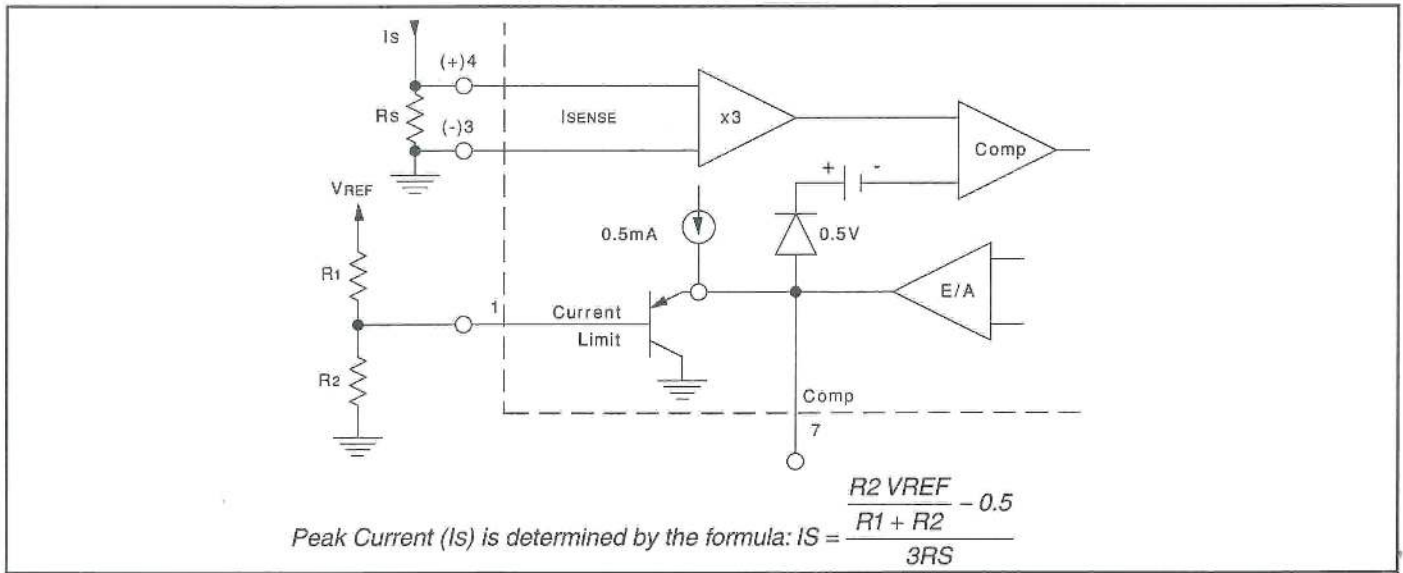 Is
(+)4
Rs
ISENSE
x3
(-)3
Comp
+ -
VREF
0.5mA
0.5V
R1
E/A
1
Current
Limit
R2
Comp
7
Peak Current (Is) is determined by the formula: IS = (R2 VREF / (R1 + R2) – 0.5) / 3RS